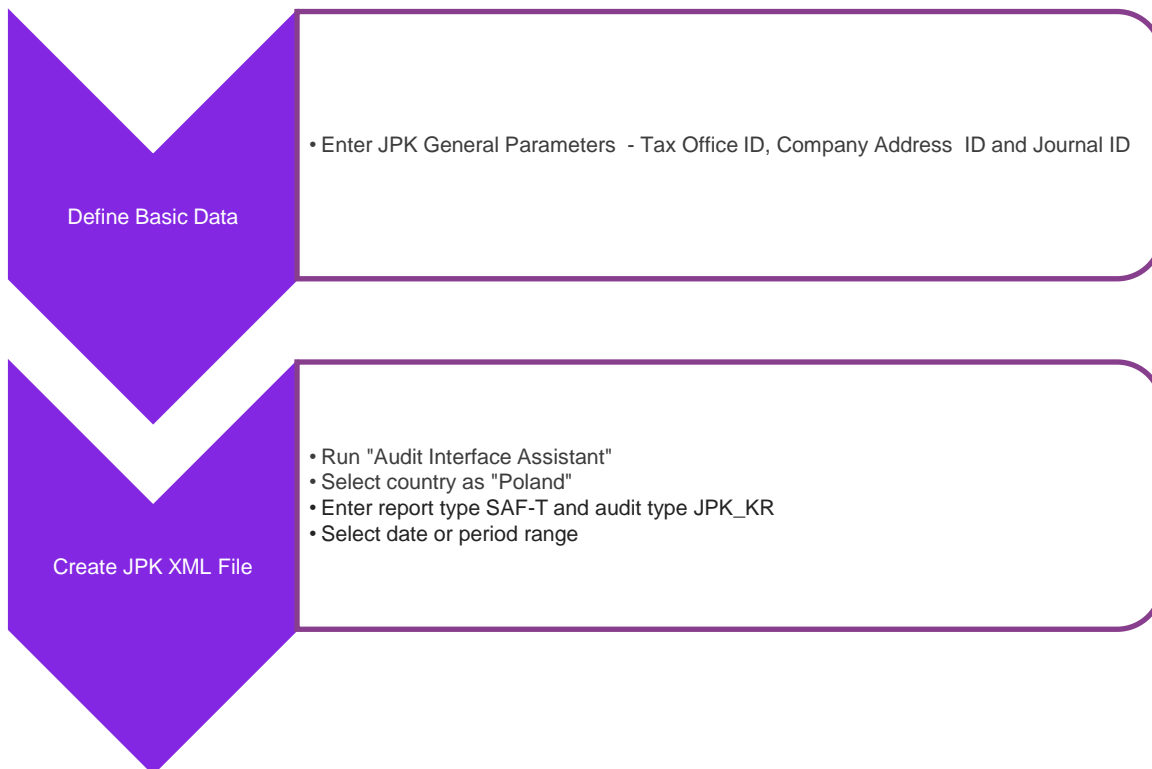 Define Basic Data
• Enter JPK General Parameters - Tax Office ID, Company Address ID and Journal ID
Create JPK XML File
• Run "Audit Interface Assistant"
• Select country as "Poland"
• Enter report type SAF-T and audit type JPK_KR
• Select date or period range